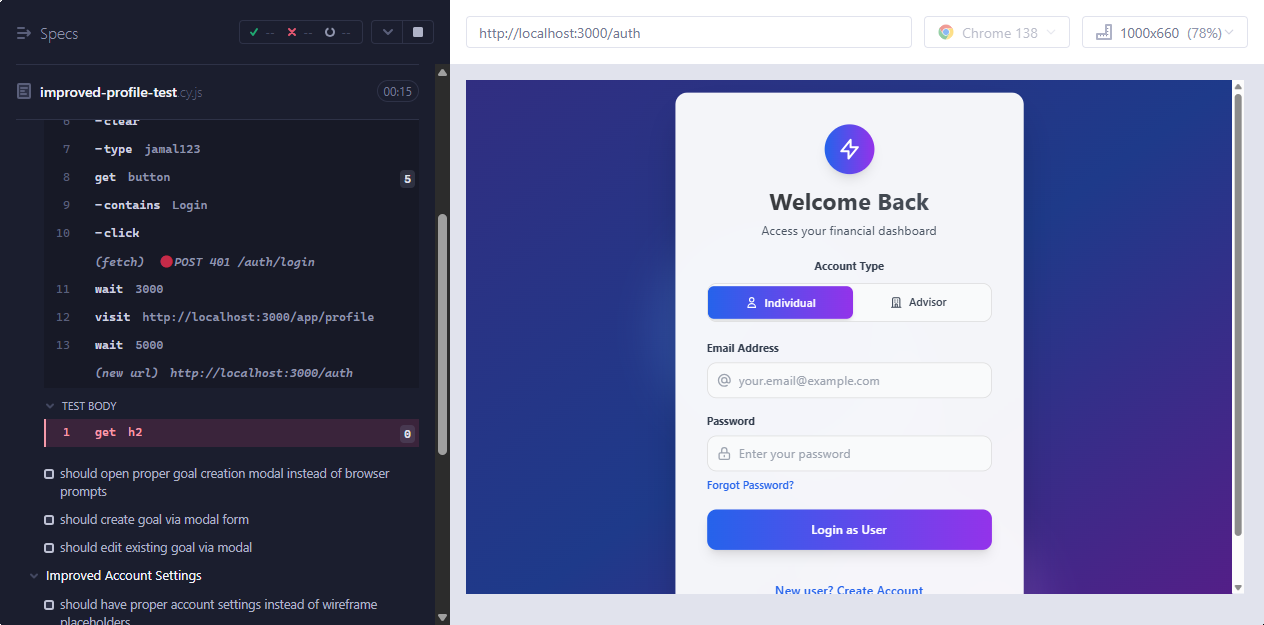 Specs
-- -- --
improved-profile-test.cy.js
00:15
6 -clear
7 -type jamal123
8 get button 5
9 -contains Login
10 -click
(fetch) POST 401 /auth/login
11 wait 3000
12 visit http://localhost:3000/app/profile
13 wait 5000
(new url) http://localhost:3000/auth
TEST BODY
1 get h2 0
should open proper goal creation modal instead of browser
prompts
should create goal via modal form
should edit existing goal via modal
Improved Account Settings
should have proper account settings instead of wireframe
placeholders
http://localhost:3000/auth
Chrome 138
1000x660 (78%)
Welcome Back
Access your financial dashboard
Account Type
Individual
Advisor
Email Address
@ your.email@example.com
Password
Enter your password
Forgot Password?
Login as User
New user? Create Account